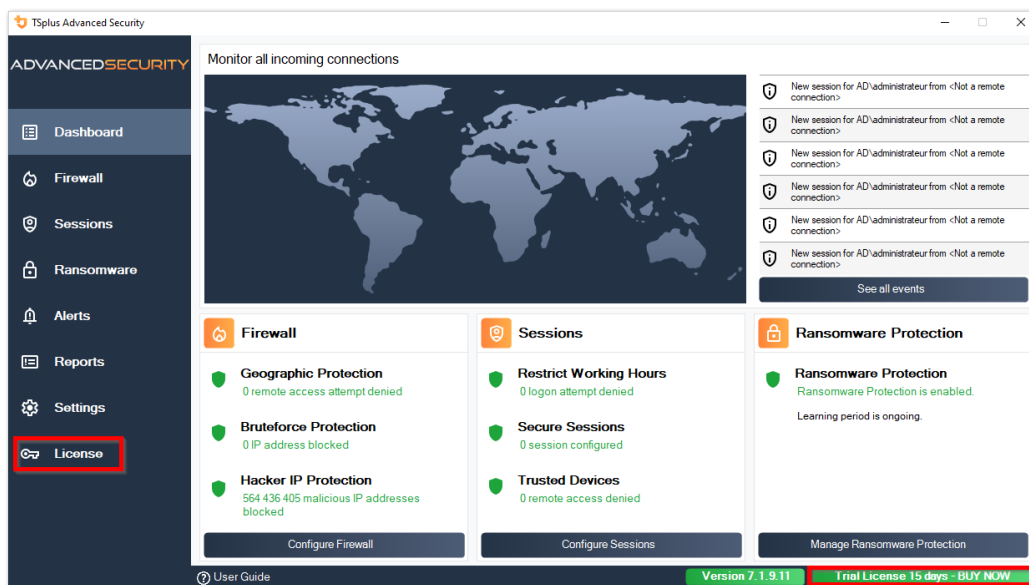 TSplus Advanced Security
ADVANCEDSECURITY
Dashboard
Firewall
Sessions
Ransomware
Alerts
Reports
Settings
License
Monitor all incoming connections
New session for AD\administrateur from <Not a remote
connection>
New session for AD\administrateur from <Not a remote
connection>
New session for AD\administrateur from <Not a remote
connection>
New session for AD\administrateur from <Not a remote
connection>
New session for AD\administrateur from <Not a remote
connection>
New session for AD\administrateur from <Not a remote
connection>
See all events
Firewall
Geographic Protection
0 remote access attempt denied
Bruteforce Protection
0 IP address blocked
Hacker IP Protection
564 436 405 malicious IP addresses
blocked
Configure Firewall
Sessions
Restrict Working Hours
0 logon attempt denied
Secure Sessions
0 session configured
Trusted Devices
0 remote access denied
Configure Sessions
Ransomware Protection
Ransomware Protection
Ransomware Protection is enabled.
Learning period is ongoing.
Manage Ransomware Protection
User Guide
Version 7.1.9.11
Trial License 15 days - BUY NOW